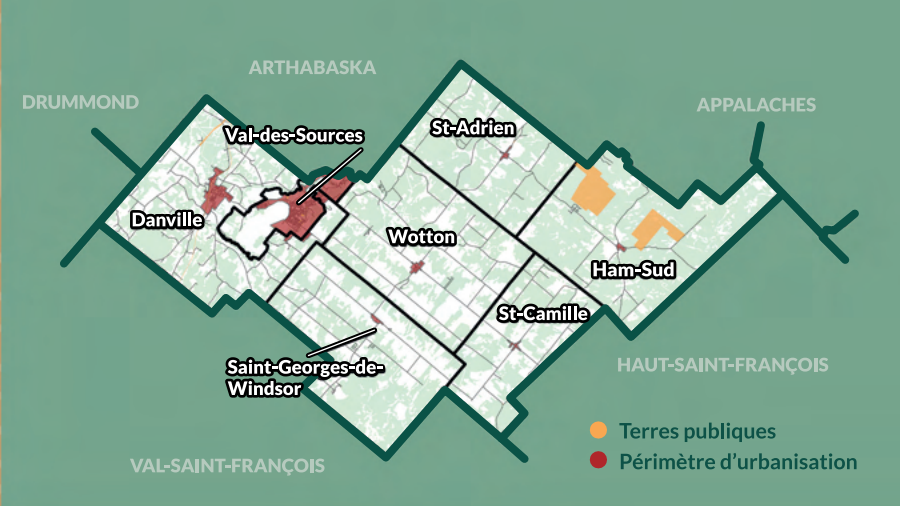 ARTHABASKA
DRUMMOND
APPALACHES
Val-des-Sources
St-Adrien
Danville
Wotton
Ham-Sud
St-Camille
Saint-Georges-de-
Windsor
HAUT-SAINT-FRANÇOIS
VAL-SAINT-FRANÇOIS
Terres publiques
Périmètre d'urbanisation